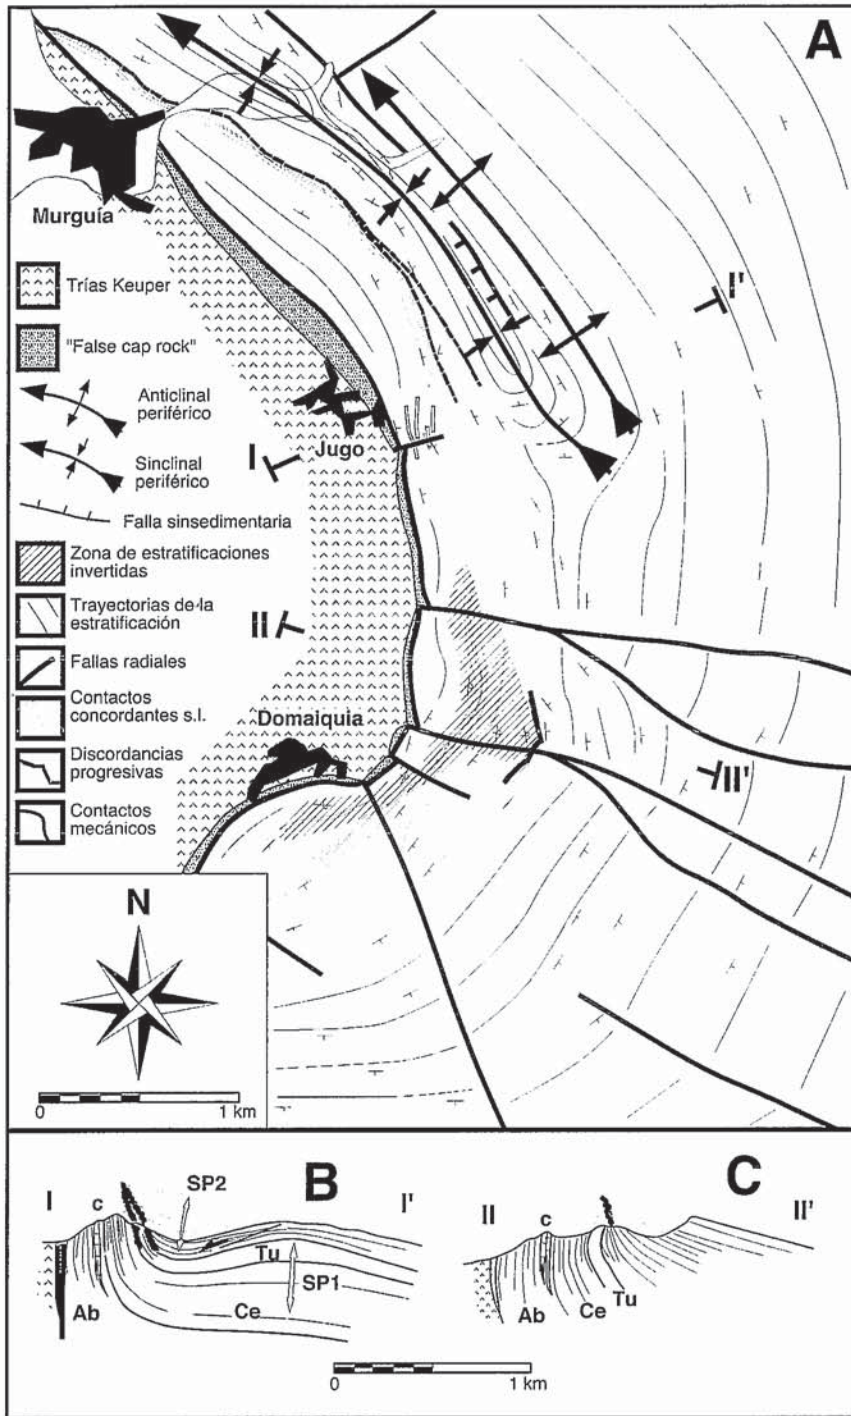 A
Murguía
Trías Keuper
"False cap rock"
Anticlinal
periférico
Sinclinal
periférico
Falla sinsedimentaria
Zona de estratificaciones
invertidas
Trayectorias de la
estratificación
Fallas radiales
Contactos
concordantes s.l.
Discordancias
progresivas
Contactos
mecánicos
Jugo
I
I'
II
Domaiquia
II'
N
0 1 km
B
I
c
SP2
I'
Tu
SP1
Ab
Ce
C
II
c
II'
Ab
Ce
Tu
0 1 km